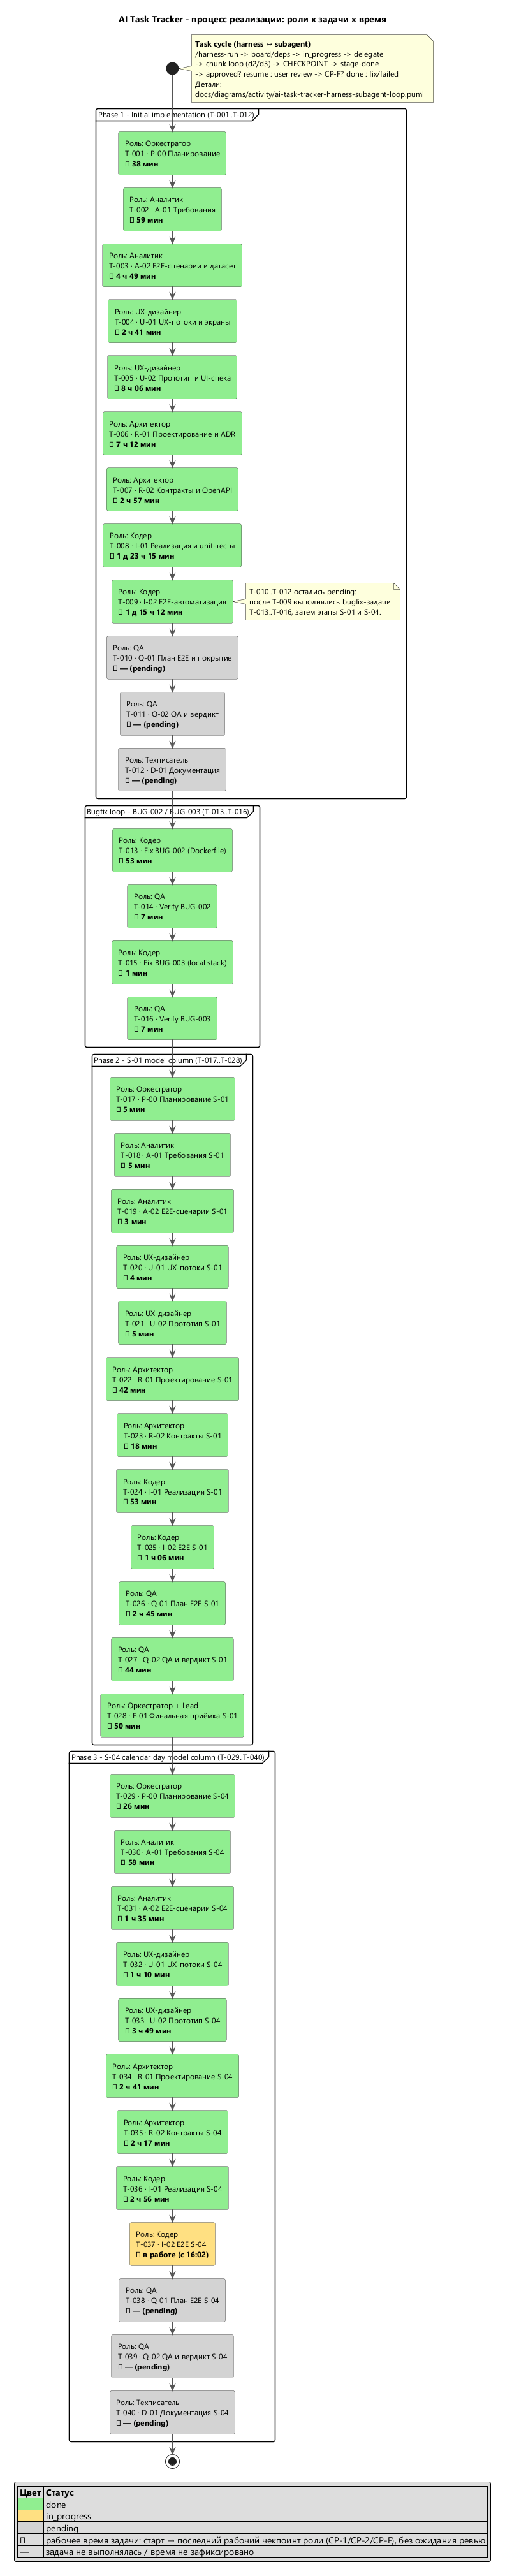 AI Task Tracker - процесс реализации: роли x задачи x время
Task cycle (harness ↔ subagent)
/harness-run -> board/deps -> in_progress -> delegate
-> chunk loop (d2/d3) -> CHECKPOINT -> stage-done
-> approved? resume : user review -> CP-F? done : fix/failed
Детали:
docs/diagrams/activity/ai-task-tracker-harness-subagent-loop.puml
Phase 1 - Initial implementation (T-001..T-012)
Роль: Оркестратор
T-001 · P-00 Планирование
▯ 38 мин
Роль: Аналитик
T-002 · A-01 Требования
▯ 59 мин
Роль: Аналитик
T-003 · A-02 E2E-сценарии и датасет
▯ 4 ч 49 мин
Роль: UX-дизайнер
T-004 · U-01 UX-потоки и экраны
▯ 2 ч 41 мин
Роль: UX-дизайнер
T-005 · U-02 Прототип и UI-спека
▯ 8 ч 06 мин
Роль: Архитектор
T-006 · R-01 Проектирование и ADR
▯ 7 ч 12 мин
Роль: Архитектор
T-007 · R-02 Контракты и OpenAPI
▯ 2 ч 57 мин
Роль: Кодер
T-008 · I-01 Реализация и unit-тесты
▯ 1 д 23 ч 15 мин
Роль: Кодер
T-009 · I-02 E2E-автоматизация
▯ 1 д 15 ч 12 мин
T-010..T-012 остались pending:
после T-009 выполнялись bugfix-задачи
T-013..T-016, затем этапы S-01 и S-04.
Роль: QA
T-010 · Q-01 План E2E и покрытие
▯ — (pending)
Роль: QA
T-011 · Q-02 QA и вердикт
▯ — (pending)
Роль: Техписатель
T-012 · D-01 Документация
▯ — (pending)
Bugfix loop - BUG-002 / BUG-003 (T-013..T-016)
Роль: Кодер
T-013 · Fix BUG-002 (Dockerfile)
▯ 53 мин
Роль: QA
T-014 · Verify BUG-002
▯ 7 мин
Роль: Кодер
T-015 · Fix BUG-003 (local stack)
▯ 1 мин
Роль: QA
T-016 · Verify BUG-003
▯ 7 мин
Phase 2 - S-01 model column (T-017..T-028)
Роль: Оркестратор
T-017 · P-00 Планирование S-01
▯ 5 мин
Роль: Аналитик
T-018 · A-01 Требования S-01
▯ 5 мин
Роль: Аналитик
T-019 · A-02 E2E-сценарии S-01
▯ 3 мин
Роль: UX-дизайнер
T-020 · U-01 UX-потоки S-01
▯ 4 мин
Роль: UX-дизайнер
T-021 · U-02 Прототип S-01
▯ 5 мин
Роль: Архитектор
T-022 · R-01 Проектирование S-01
▯ 42 мин
Роль: Архитектор
T-023 · R-02 Контракты S-01
▯ 18 мин
Роль: Кодер
T-024 · I-01 Реализация S-01
▯ 53 мин
Роль: Кодер
T-025 · I-02 E2E S-01
▯ 1 ч 06 мин
Роль: QA
T-026 · Q-01 План E2E S-01
▯ 2 ч 45 мин
Роль: QA
T-027 · Q-02 QA и вердикт S-01
▯ 44 мин
Роль: Оркестратор + Lead
T-028 · F-01 Финальная приёмка S-01
▯ 50 мин
Phase 3 - S-04 calendar day model column (T-029..T-040)
Роль: Оркестратор
T-029 · P-00 Планирование S-04
▯ 26 мин
Роль: Аналитик
T-030 · A-01 Требования S-04
▯ 58 мин
Роль: Аналитик
T-031 · A-02 E2E-сценарии S-04
▯ 1 ч 35 мин
Роль: UX-дизайнер
T-032 · U-01 UX-потоки S-04
▯ 1 ч 10 мин
Роль: UX-дизайнер
T-033 · U-02 Прототип S-04
▯ 3 ч 49 мин
Роль: Архитектор
T-034 · R-01 Проектирование S-04
▯ 2 ч 41 мин
Роль: Архитектор
T-035 · R-02 Контракты S-04
▯ 2 ч 17 мин
Роль: Кодер
T-036 · I-01 Реализация S-04
▯ 2 ч 56 мин
Роль: Кодер
T-037 · I-02 E2E S-04
▯ в работе (с 16:02)
Роль: QA
T-038 · Q-01 План E2E S-04
▯ — (pending)
Роль: QA
T-039 · Q-02 QA и вердикт S-04
▯ — (pending)
Роль: Техписатель
T-040 · D-01 Документация S-04
▯ — (pending)
Цвет Статус
done
in_progress
pending
▯ рабочее время задачи: старт → последний рабочий чекпоинт роли (CP-1/CP-2/CP-F), без ожидания ревью
— задача не выполнялась / время не зафиксировано